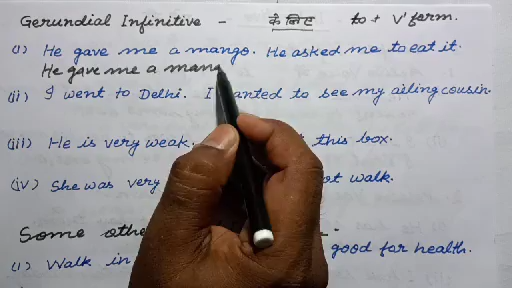 Gerundial Infinitive - के लिए to + V' form.
(i) He gave me a mango. He asked me to eat it.
He gave me a mang
(ii) I went to Delhi. I wanted to see my ailing cousin.
(iii) He is very weak. this box.
(iv) She was very not walk.
Some othe
(i) Walk in good for health.